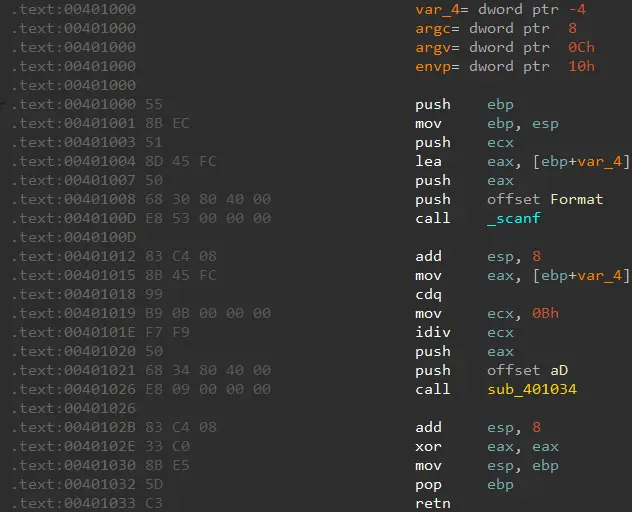 .text:00401000 var_4= dword ptr -4
.text:00401000 argc= dword ptr 8
.text:00401000 argv= dword ptr 0Ch
.text:00401000 envp= dword ptr 10h
.text:00401000
.text:00401000 55 push ebp
.text:00401001 8B EC mov ebp, esp
.text:00401003 51 push ecx
.text:00401004 8D 45 FC lea eax, [ebp+var_4]
.text:00401007 50 push eax
.text:00401008 68 30 80 40 00 push offset Format
.text:0040100D E8 53 00 00 00 call _scanf
.text:0040100D
.text:00401012 83 C4 08 add esp, 8
.text:00401015 8B 45 FC mov eax, [ebp+var_4]
.text:00401018 99 cdq
.text:00401019 B9 0B 00 00 00 mov ecx, 0Bh
.text:0040101E F7 F9 idiv ecx
.text:00401020 50 push eax
.text:00401021 68 34 80 40 00 push offset aD
.text:00401026 E8 09 00 00 00 call sub_401034
.text:00401026
.text:0040102B 83 C4 08 add esp, 8
.text:0040102E 33 C0 xor eax, eax
.text:00401030 8B E5 mov esp, ebp
.text:00401032 5D pop ebp
.text:00401033 C3 retn